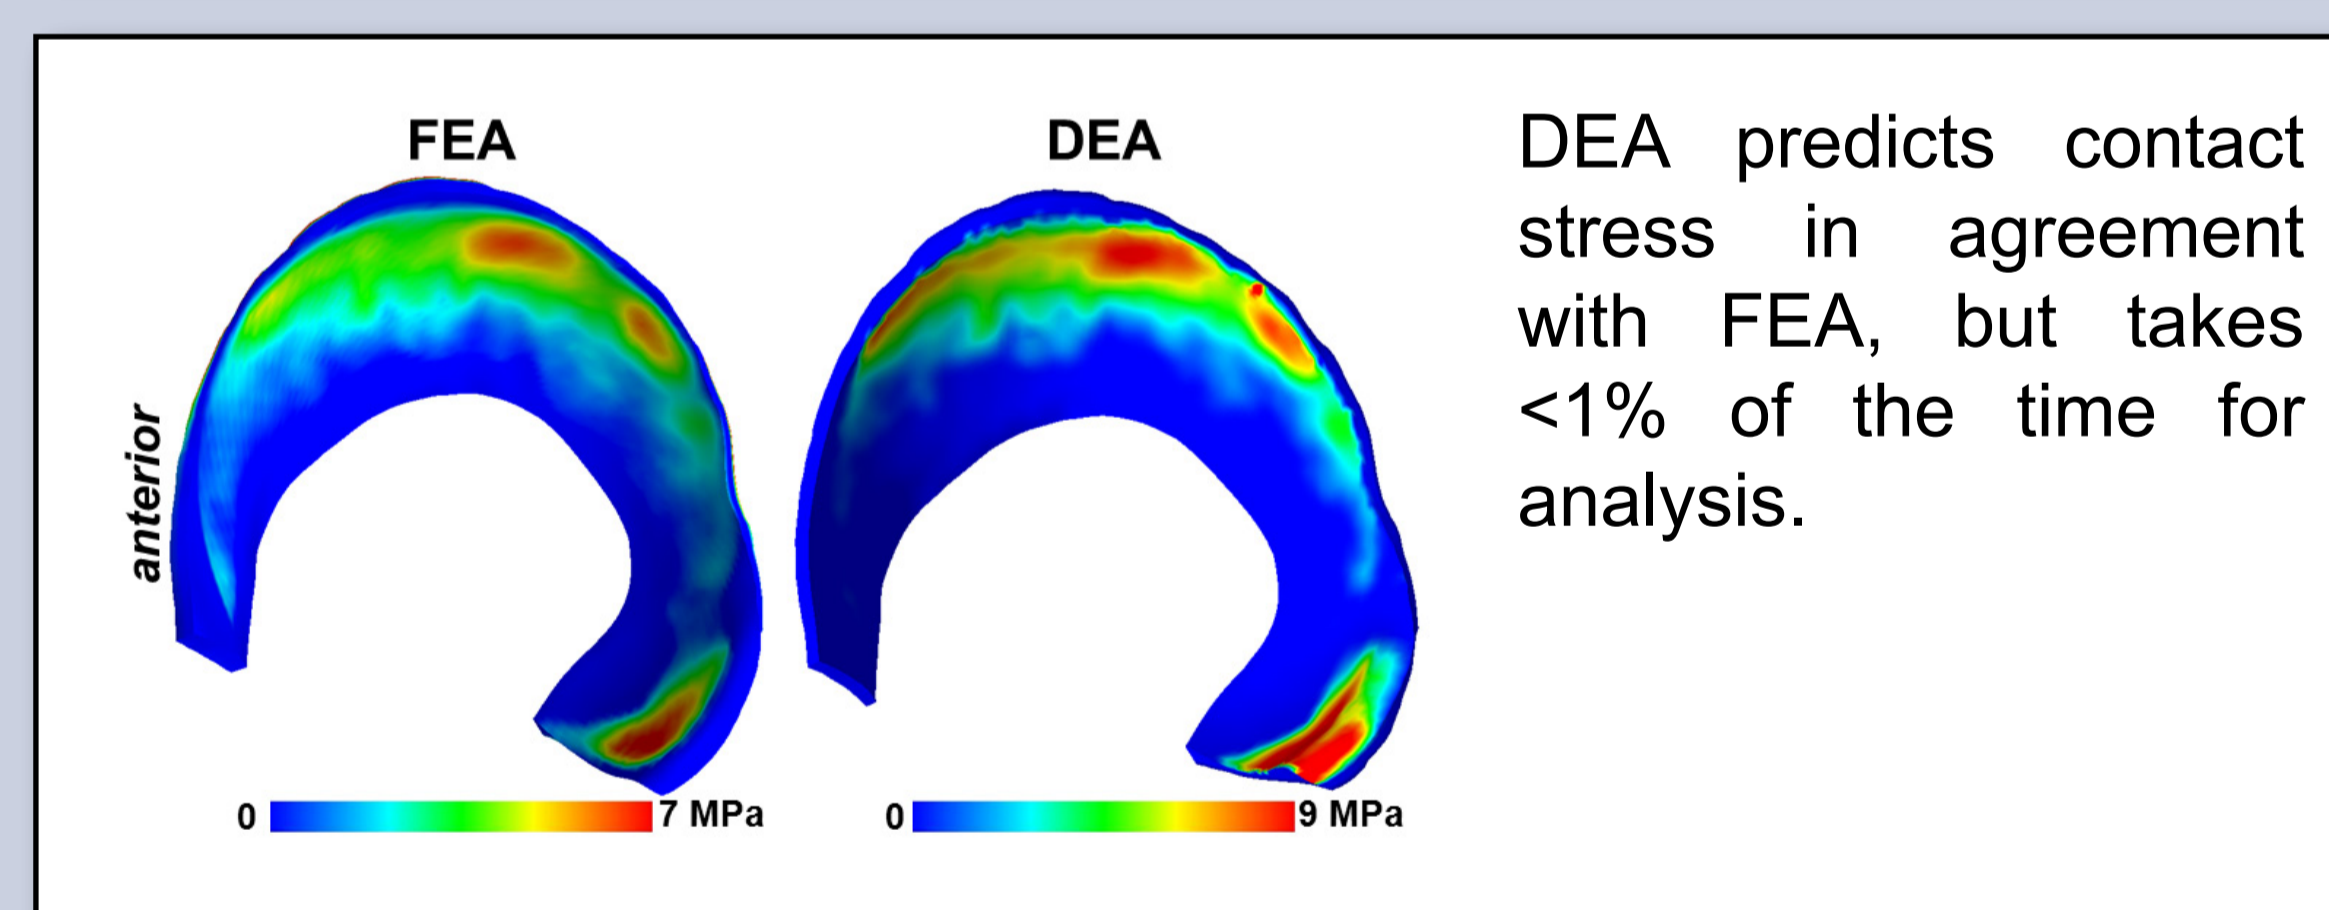 FEA
DEA
anterior
0
7 MPa
0
9 MPa
DEA predicts contact
stress in agreement
with FEA, but takes
<1% of the time for
analysis.